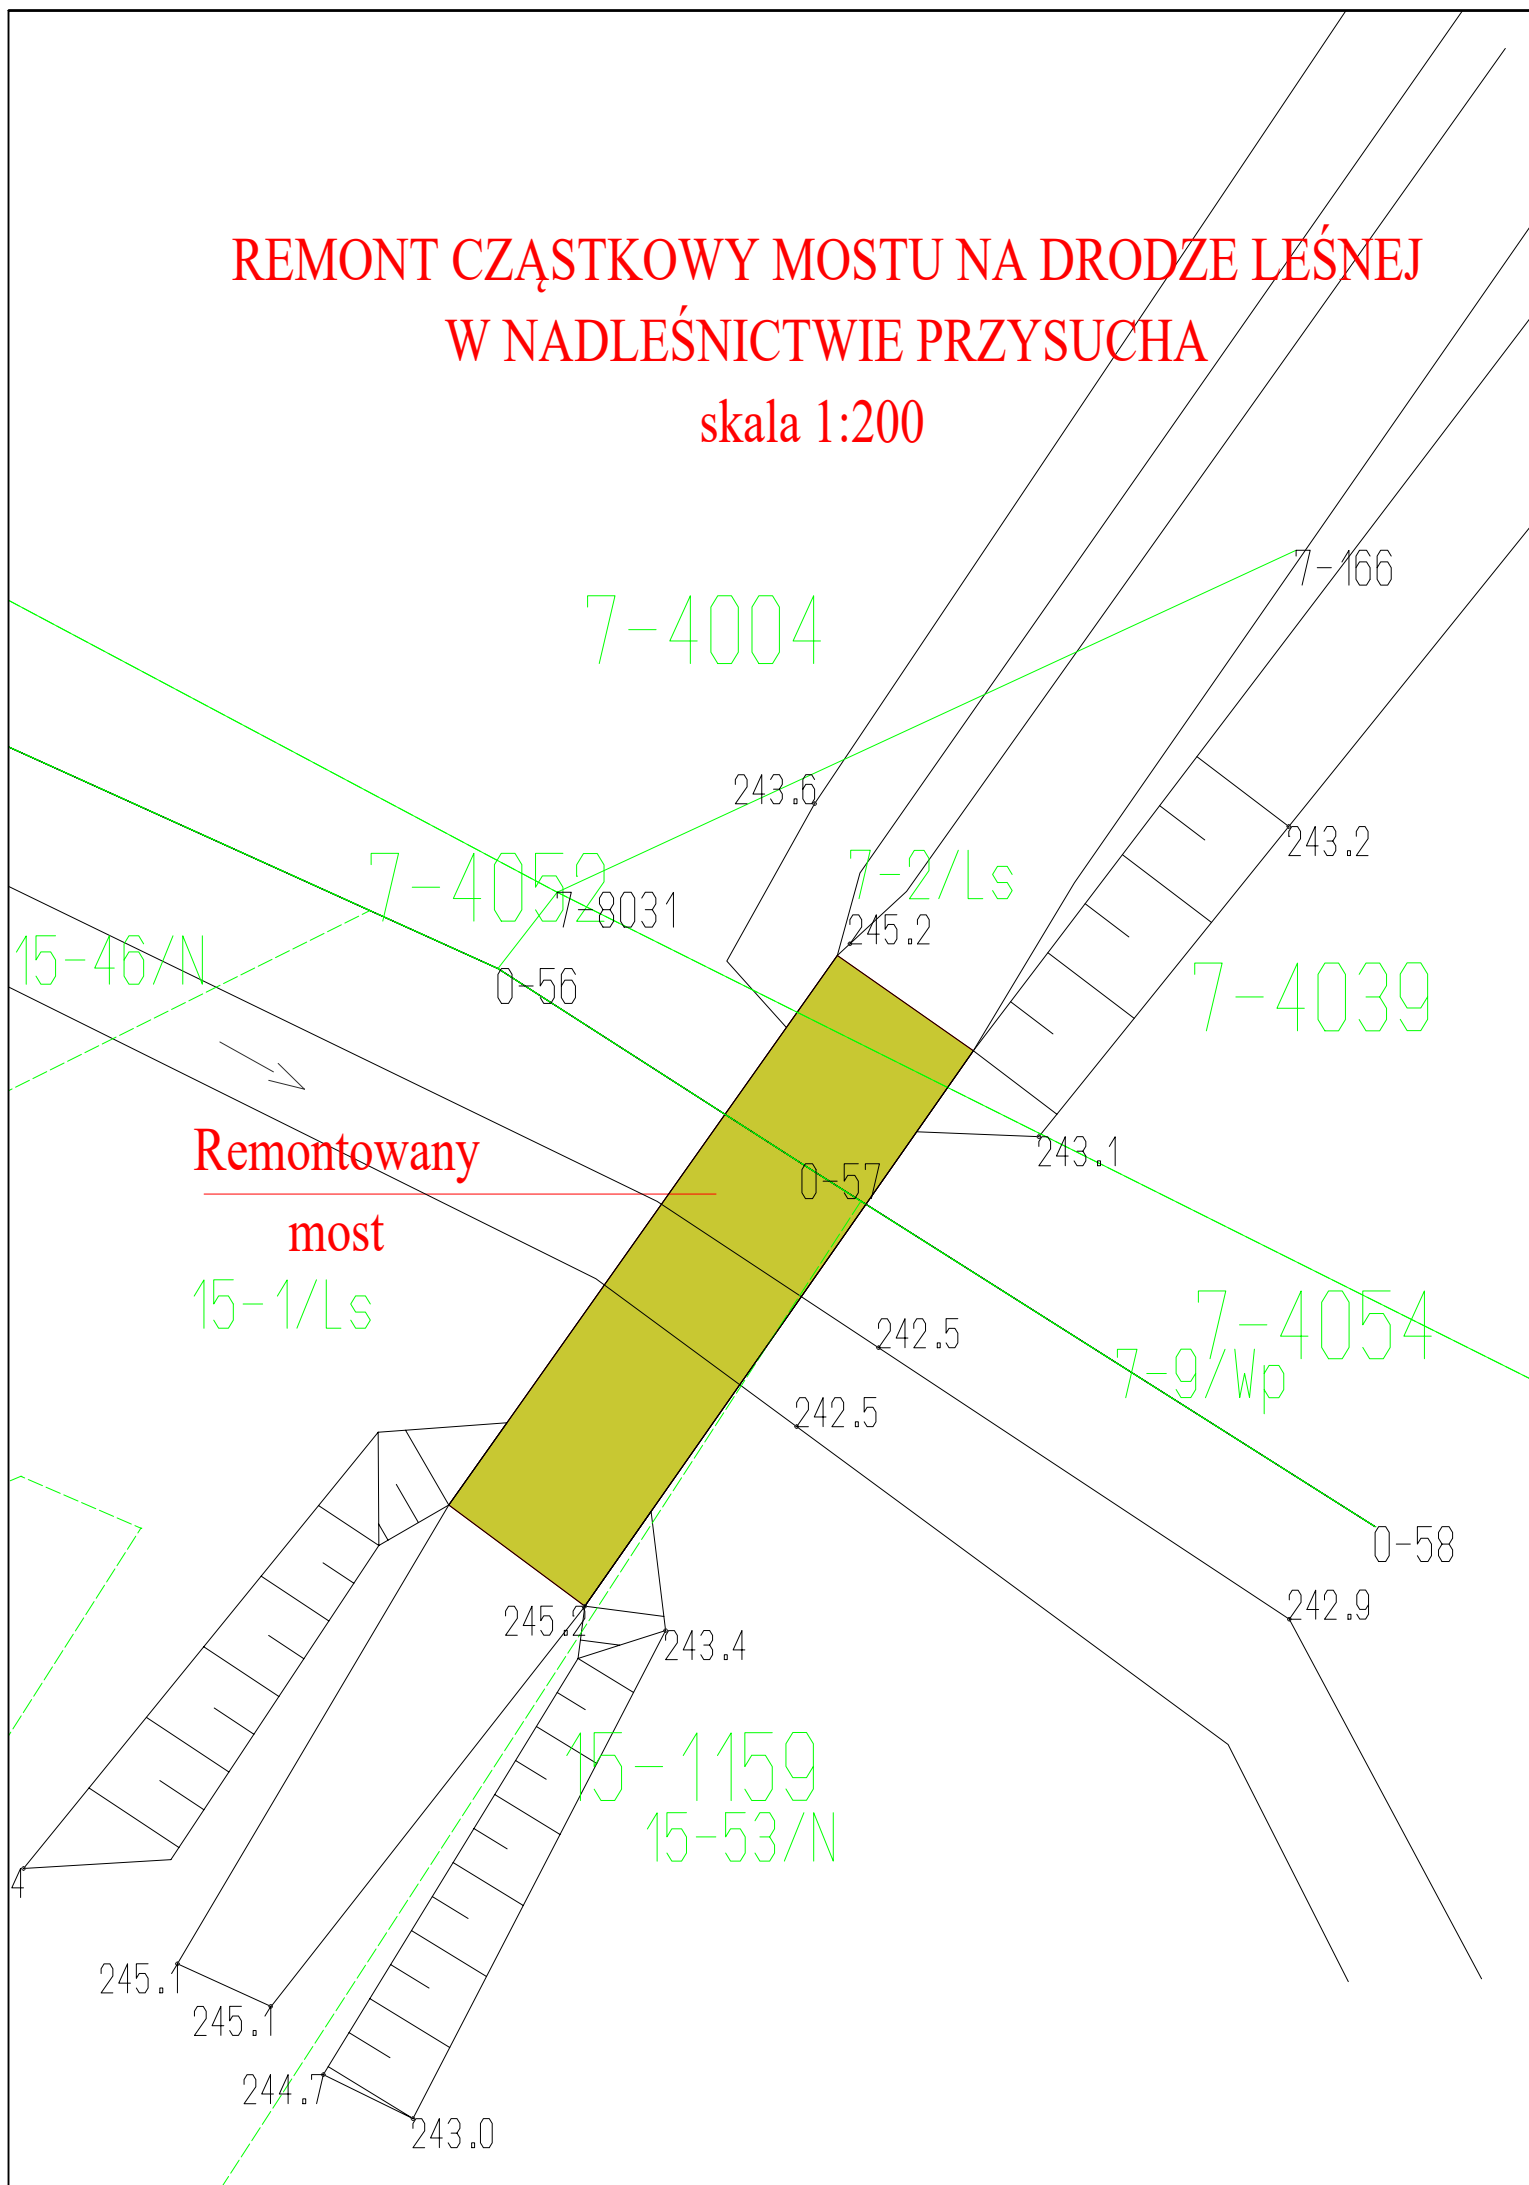 REMONT CZĄSTKOWY MOSTU NA DRODZE LEŚNEJ
W NADLEŚNICTWIE PRZYSUCHA
skala 1:200
7-166
7-4004
243.6
243.2
7-4052
7-2/Ls
7-8031
245.2
15-46/N
0-56
7-4039
Remontowany
243.1
0-57
most
15-1/Ls
7-4054
242.5
7-9/Wp
242.5
0-58
242.9
245.2
243.4
15-1159
15-53/N
4
245.1
245.1
244.7
243.0